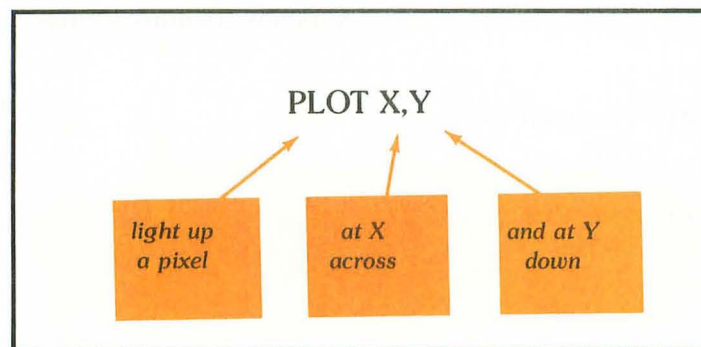 PLOT X,Y
light up
a pixel
at X
across
and at Y
down